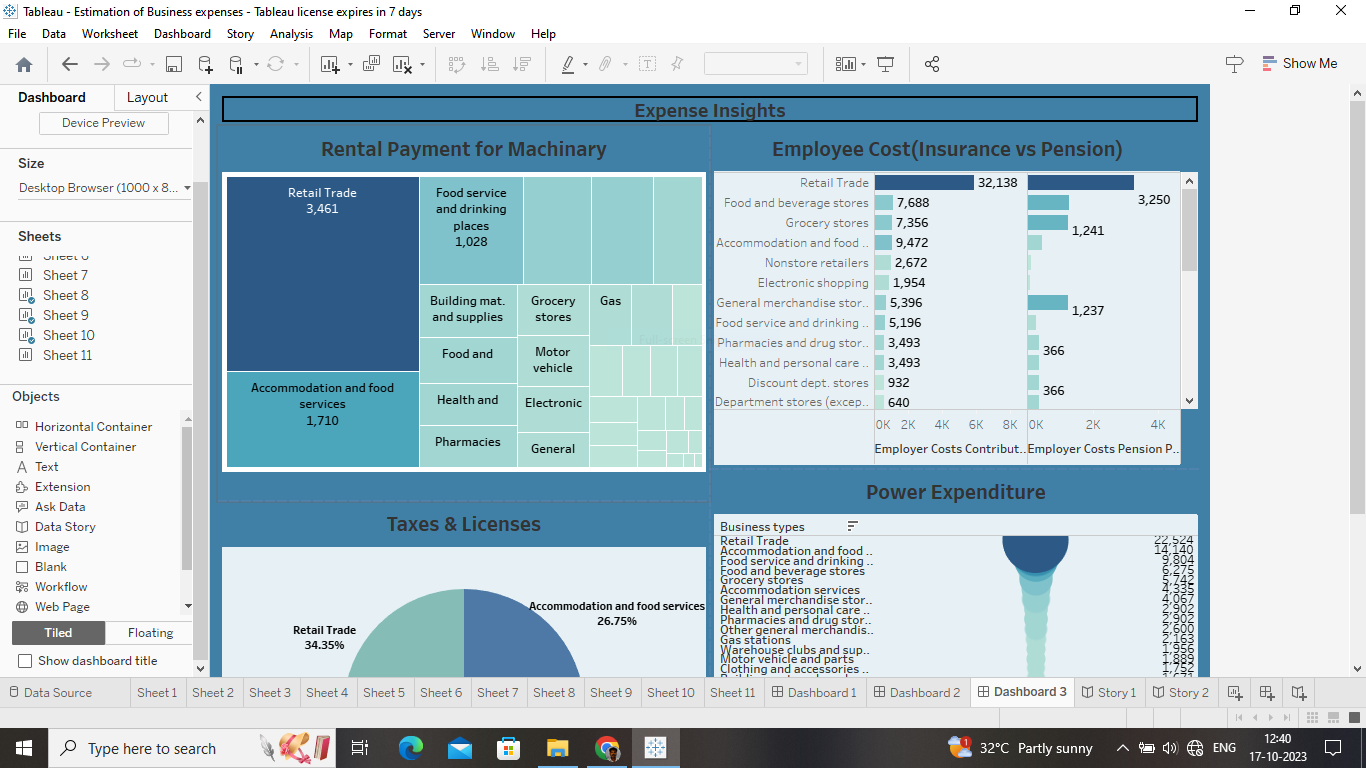 Tableau - Estimation of Business expenses - Tableau license expires in 7 days
File Data Worksheet Dashboard Story Analysis Map Format Server Window Help
Show Me
Dashboard Layout
Device Preview
Size
Desktop Browser (1000 x 8...
Sheets
Sheet 6
Sheet 7
Sheet 8
Sheet 9
Sheet 10
Sheet 11
Objects
Horizontal Container
Vertical Container
Text
Extension
Ask Data
Data Story
Image
Blank
Workflow
Web Page
Tiled Floating
Show dashboard title
Expense Insights
Rental Payment for Machinary
Retail Trade
3,461
Accommodation and food
services
1,710
Food service
and drinking
places
1,028
Building mat.
and supplies
Food and
Health and
Pharmacies
Grocery
stores
Motor
vehicle
Electronic
General
Gas
Employee Cost(Insurance vs Pension)
Retail Trade 32,138 3,250
Food and beverage stores 7,688
Grocery stores 7,356 1,241
Accommodation and food .. 9,472
Nonstore retailers 2,672
Electronic shopping 1,954
General merchandise stor.. 5,396 1,237
Food service and drinking .. 5,196
Pharmacies and drug stor.. 3,493 366
Health and personal care .. 3,493
Discount dept. stores 932 366
Department stores (excep.. 640
0K 2K 4K 6K 8K 0K 2K 4K
Employer Costs Contribut.. Employer Costs Pension P..
Taxes & Licenses
Retail Trade
34.35%
Accommodation and food services
26.75%
Power Expenditure
Business types
Retail Trade 22,524
Accommodation and food .. 14,140
Food service and drinking .. 9,804
Food and beverage stores 6,275
Grocery stores 5,742
Accommodation services 4,335
General merchandise stor.. 4,067
Health and personal care .. 2,902
Pharmacies and drug stor.. 2,902
Other general merchandis.. 2,600
Gas stations 2,163
Warehouse clubs and sup.. 1,956
Motor vehicle and parts 1,889
Clothing and accessories .. 1,752
Data Source Sheet 1 Sheet 2 Sheet 3 Sheet 4 Sheet 5 Sheet 6 Sheet 7 Sheet 8 Sheet 9 Sheet 10 Sheet 11 Dashboard 1 Dashboard 2 Dashboard 3 Story 1 Story 2
Type here to search
1
32°C Partly sunny
ENG
12:40
17-10-2023